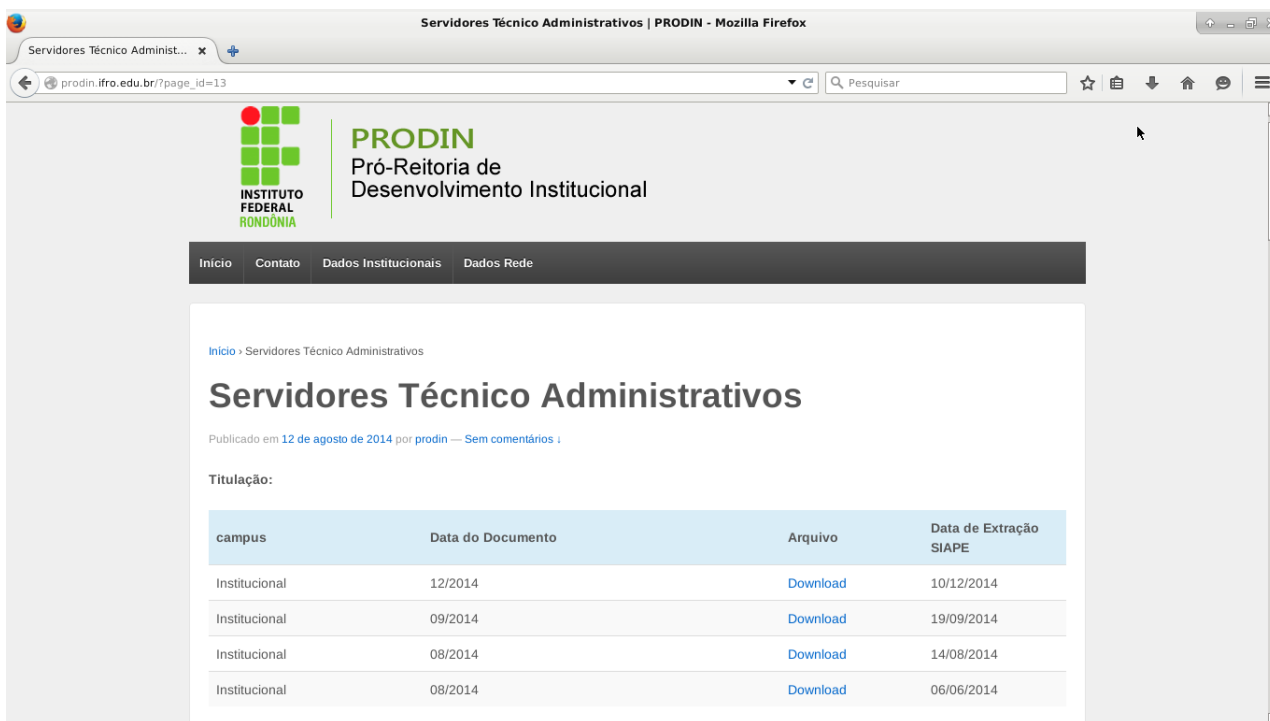 Servidores Técnico Administrativos | PRODIN - Mozilla Firefox
Servidores Técnico Administ...
prodin.ifro.edu.br/?page_id=13
Pesquisar
INSTITUTO
FEDERAL
RONDÔNIA
PRODIN
Pró-Reitoria de
Desenvolvimento Institucional
Início Contato Dados Institucionais Dados Rede
Início › Servidores Técnico Administrativos
Servidores Técnico Administrativos
Publicado em 12 de agosto de 2014 por prodin — Sem comentários ↓
Titulação:
campus Data do Documento Arquivo Data de Extração SIAPE
Institucional 12/2014 Download 10/12/2014
Institucional 09/2014 Download 19/09/2014
Institucional 08/2014 Download 14/08/2014
Institucional 08/2014 Download 06/06/2014